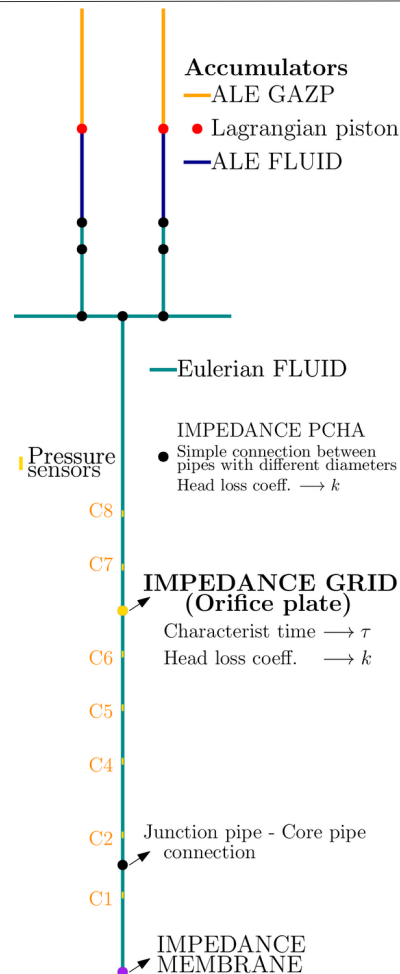 Accumulators
ALE GAZP
Lagrangian piston
ALE FLUID
Eulerian FLUID
IMPEDANCE PCHA
Simple connection between
pipes with different diameters
Head loss coeff. ⟶ k
Pressure
sensors
C8
C7
IMPEDANCE GRID
(Orifice plate)
Characterist time ⟶ τ
Head loss coeff. ⟶ k
C6
C5
C4
C2
Junction pipe - Core pipe
connection
C1
IMPEDANCE
MEMBRANE